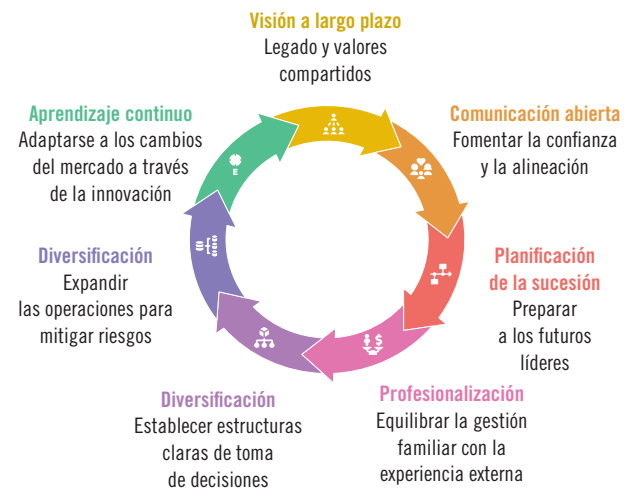 Visión a largo plazo
Legado y valores
compartidos
Comunicación abierta
Fomentar la confianza
y la alineación
Planificación
de la sucesión
Preparar
a los futuros
líderes
Profesionalización
Equilibrar la gestión
familiar con la
experiencia externa
Diversificación
Establecer estructuras
claras de toma
de decisiones
Diversificación
Expandir
las operaciones para
mitigar riesgos
Aprendizaje continuo
Adaptarse a los cambios
del mercado a través
de la innovación
E
$